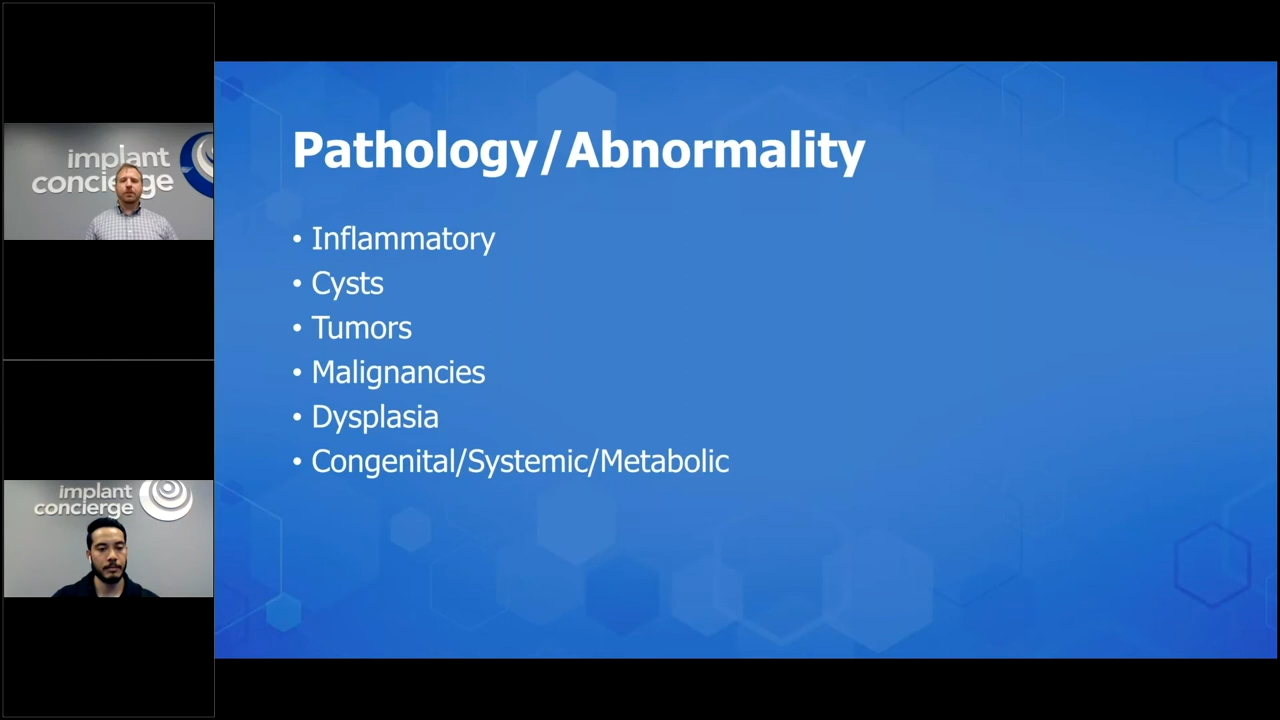 implant
concierge
Pathology/Abnormality
• Inflammatory
• Cysts
• Tumors
• Malignancies
• Dysplasia
• Congenital/Systemic/Metabolic
implant
concierge